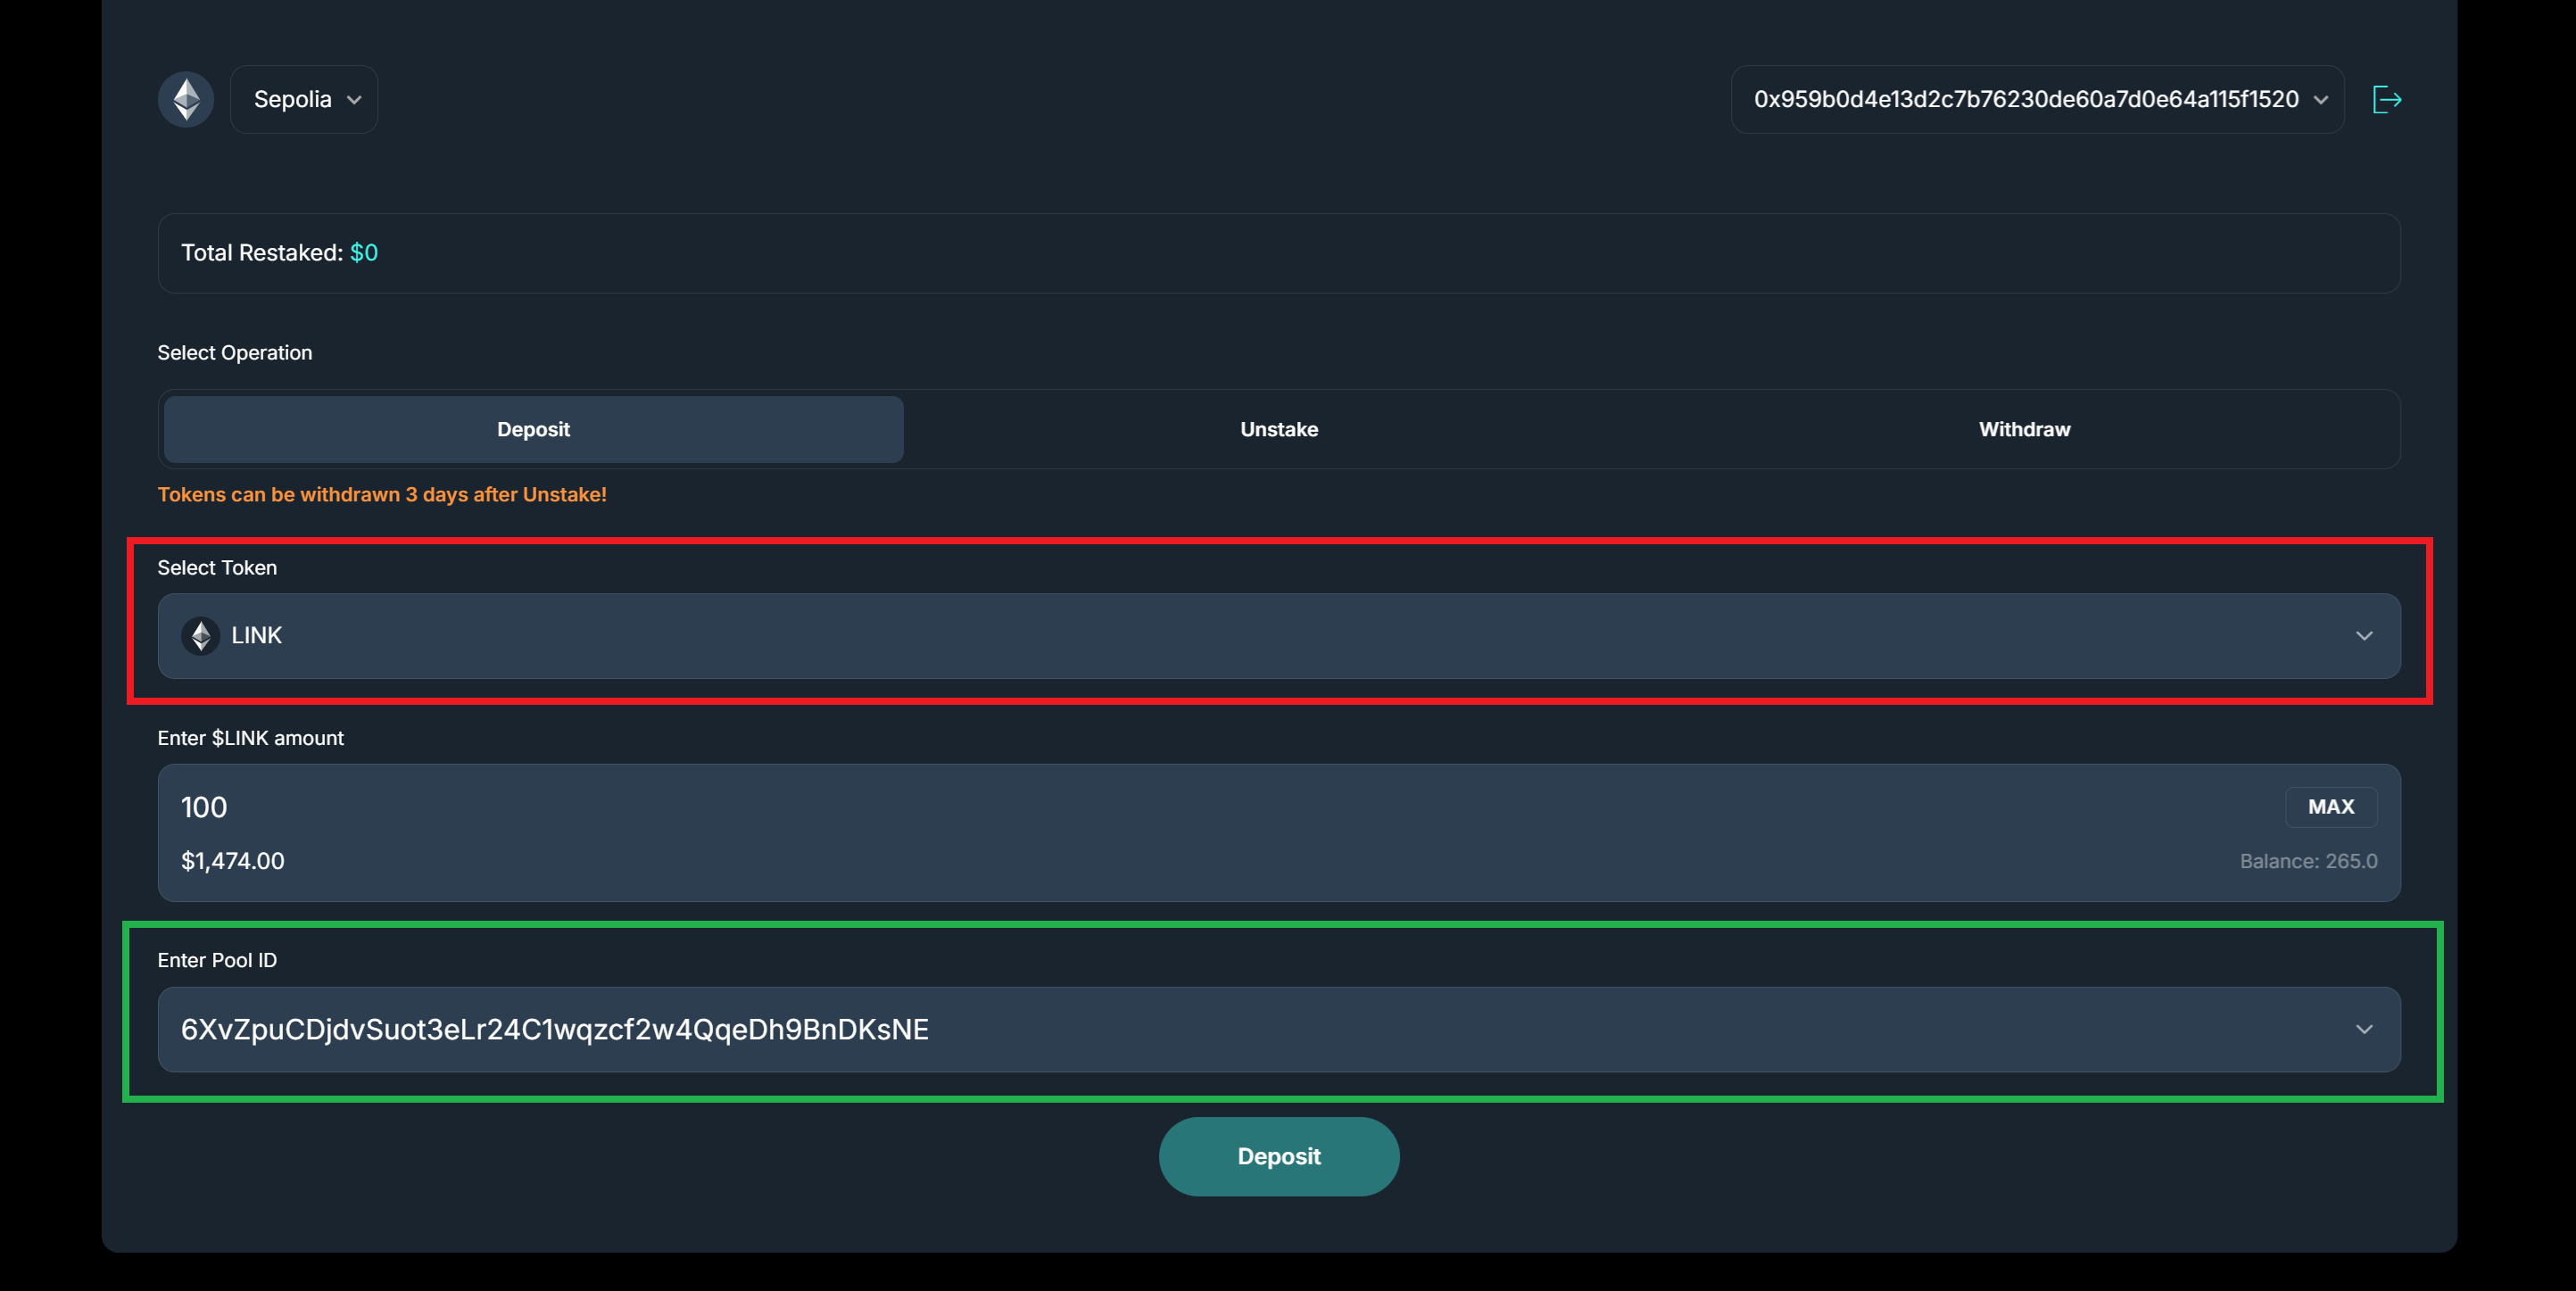 Sepolia
0x959b0d4e13d2c7b76230de60a7d0e64a115f1520
Total Restaked: $0
Select Operation
Deposit
Unstake
Withdraw
Tokens can be withdrawn 3 days after Unstake!
Select Token
LINK
Enter $LINK amount
100
MAX
$1,474.00
Balance: 265.0
Enter Pool ID
6XvZpuCDjdvSuot3eLr24C1wqzcf2w4QqeDh9BnDKsNE
Deposit